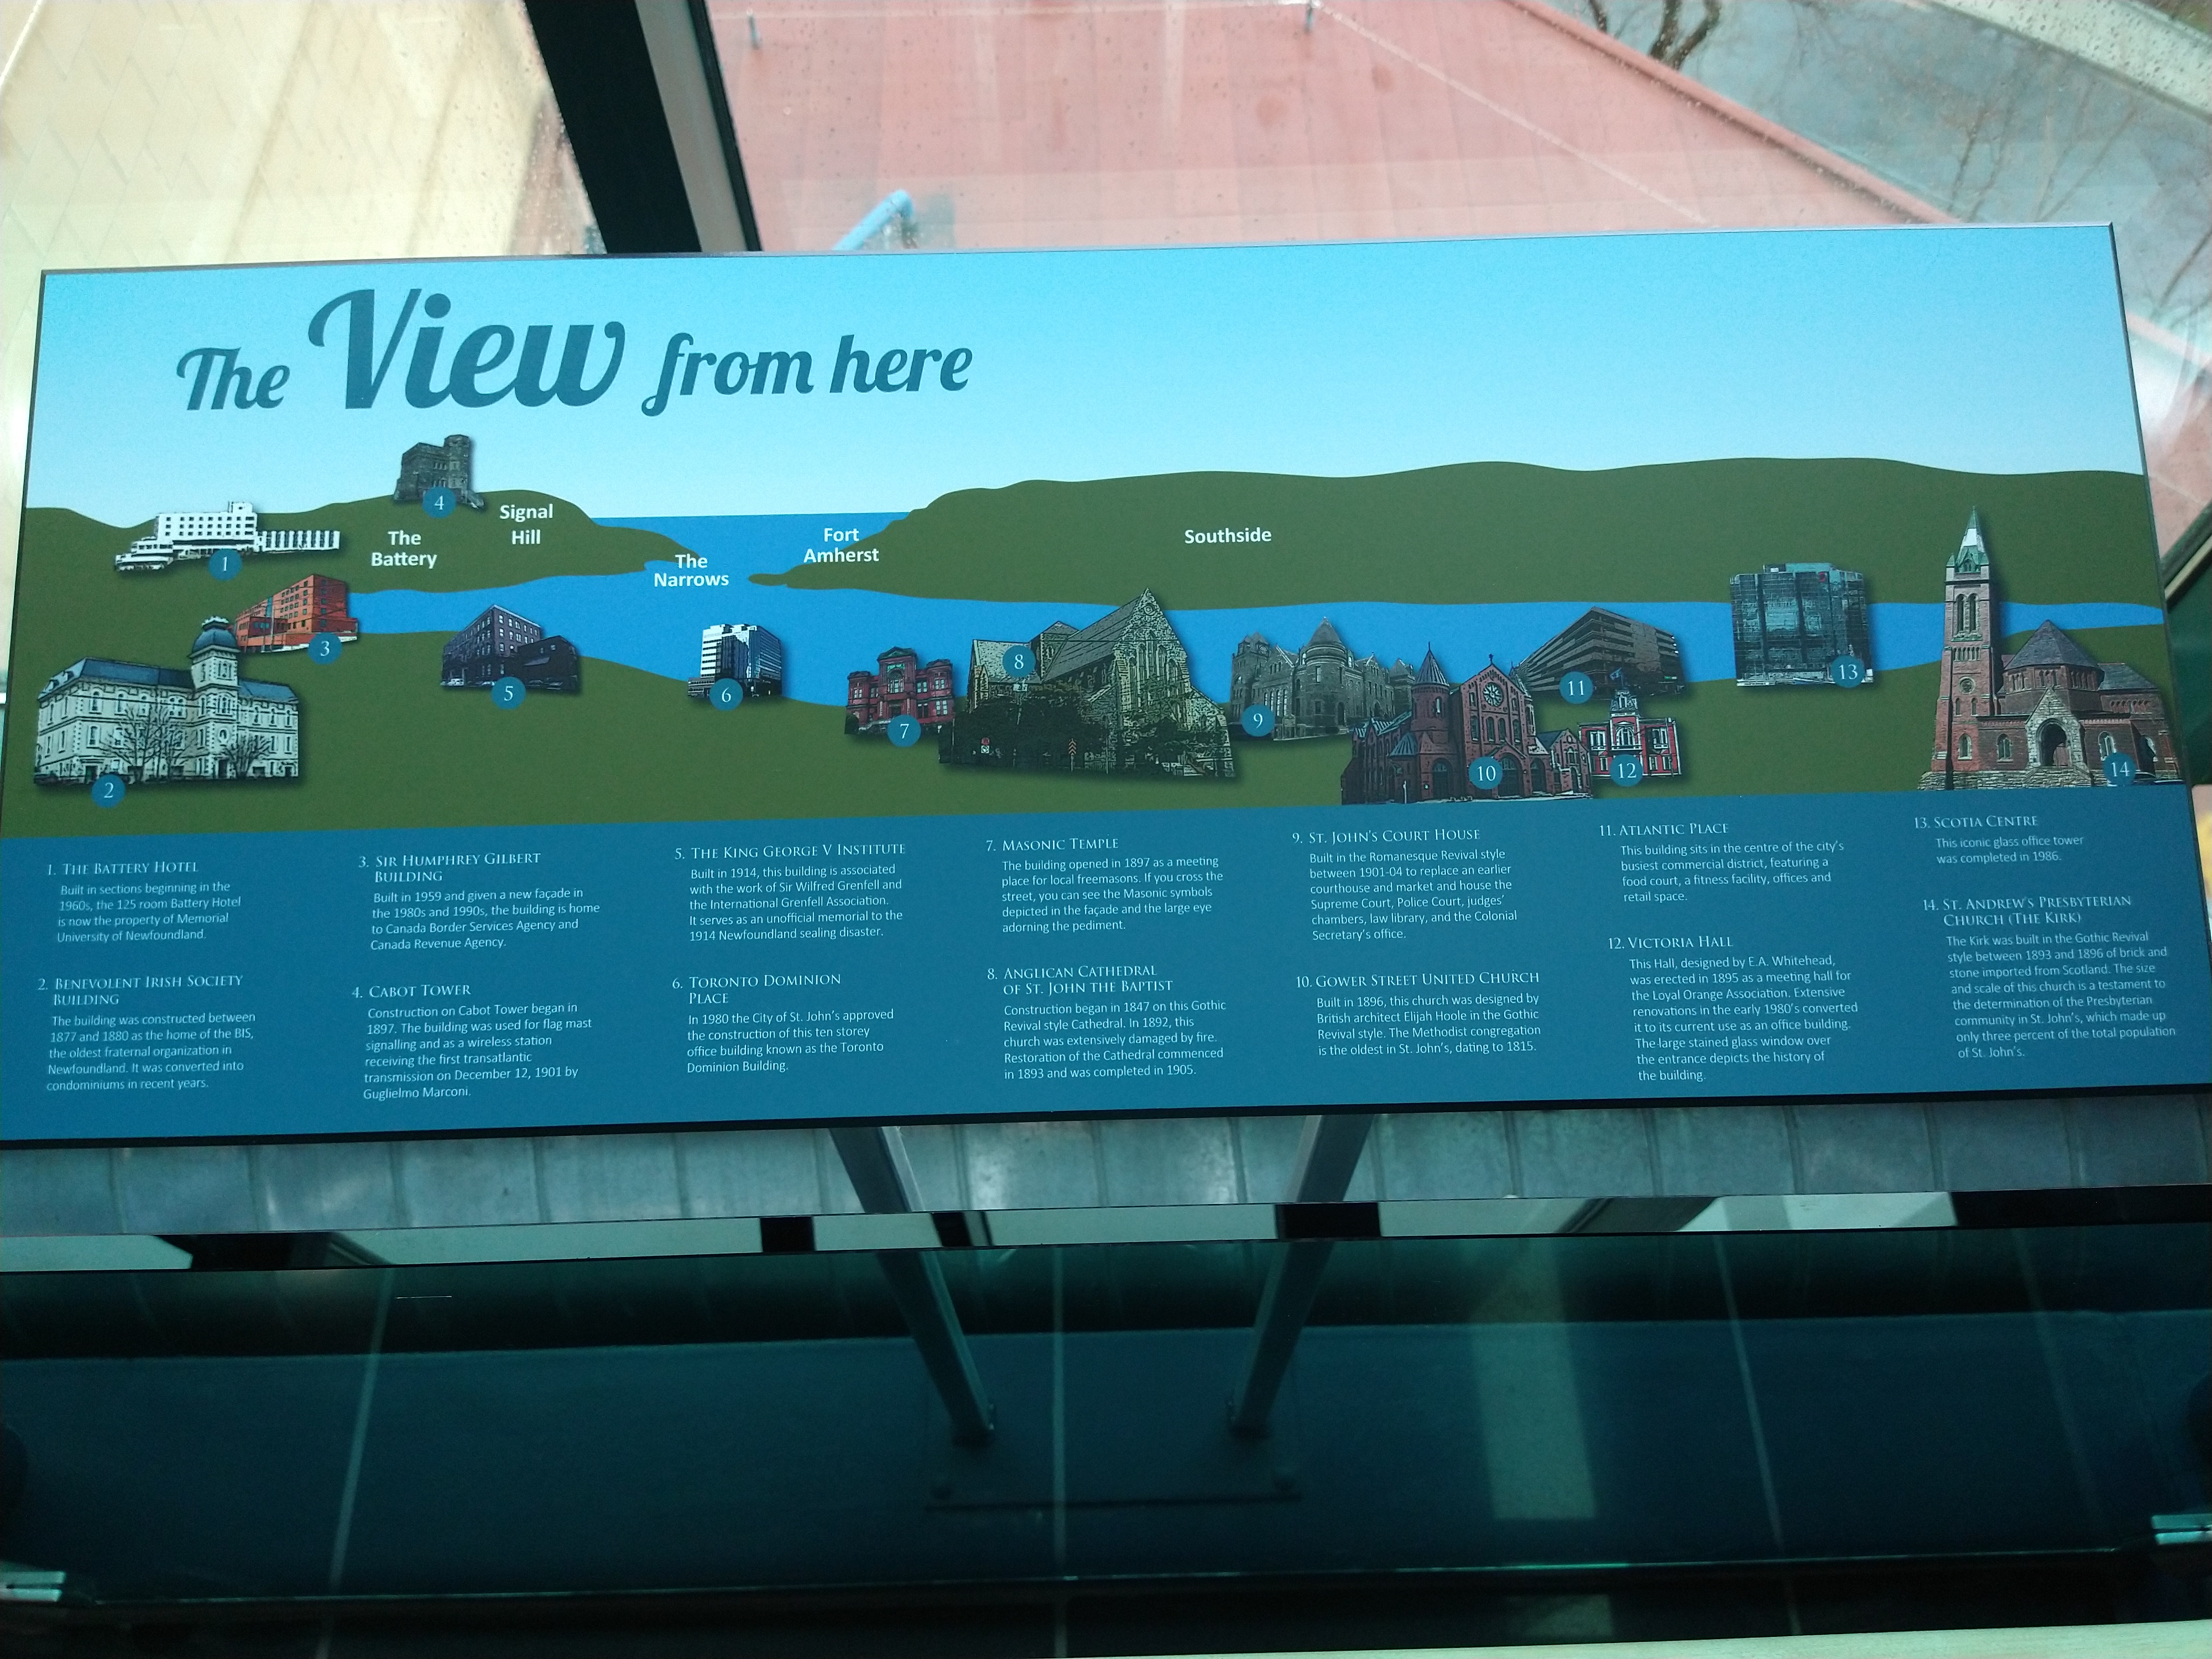 The View from here
4
Signal
Hill
The
Battery
1
Fort
Amherst
The
Narrows
Southside
3
2
5
6
7
8
9
10
11
12
13
14
1. THE BATTERY HOTEL
Built in sections beginning in the
1960s, the 125 room Battery Hotel
is now the property of Memorial
University of Newfoundland.
2. BENEVOLENT IRISH SOCIETY
BUILDING
The building was constructed between
1877 and 1880 as the home of the BIS,
the oldest fraternal organization in
Newfoundland. It was converted into
condominiums in recent years.
3. SIR HUMPHREY GILBERT
BUILDING
Built in 1959 and given a new façade in
the 1980s and 1990s, the building is home
to Canada Border Services Agency and
Canada Revenue Agency.
4. CABOT TOWER
Construction on Cabot Tower began in
1897. The building was used for flag mast
signalling and as a wireless station
receiving the first transatlantic
transmission on December 12, 1901 by
Guglielmo Marconi.
5. THE KING GEORGE V INSTITUTE
Built in 1914, this building is associated
with the work of Sir Wilfred Grenfell and
the International Grenfell Association.
It serves as an unofficial memorial to the
1914 Newfoundland sealing disaster.
6. TORONTO DOMINION
PLACE
In 1980 the City of St. John's approved
the construction of this ten storey
office building known as the Toronto
Dominion Building.
7. MASONIC TEMPLE
The building opened in 1897 as a meeting
place for local freemasons. If you cross the
street, you can see the Masonic symbols
depicted in the façade and the large eye
adorning the pediment.
8. ANGLICAN CATHEDRAL
OF ST. JOHN THE BAPTIST
Construction began in 1847 on this Gothic
Revival style Cathedral. In 1892, this
church was extensively damaged by fire.
Restoration of the Cathedral commenced
in 1893 and was completed in 1905.
9. ST. JOHN'S COURT HOUSE
Built in the Romanesque Revival style
between 1901-04 to replace an earlier
courthouse and market and house the
Supreme Court, Police Court, judges'
chambers, law library, and the Colonial
Secretary's office.
10. GOWER STREET UNITED CHURCH
Built in 1896, this church was designed by
British architect Elijah Hoole in the Gothic
Revival style. The Methodist congregation
is the oldest in St. John's, dating to 1815.
11. ATLANTIC PLACE
This building sits in the centre of the city's
busiest commercial district, featuring a
food court, a fitness facility, offices and
retail space.
12. VICTORIA HALL
This Hall, designed by E.A. Whitehead,
was erected in 1895 as a meeting hall for
the Loyal Orange Association. Extensive
renovations in the early 1980's converted
it to its current use as an office building.
The large stained glass window over
the entrance depicts the history of
the building.
13. SCOTIA CENTRE
This iconic glass office tower
was completed in 1986.
14. ST. ANDREW'S PRESBYTERIAN
CHURCH (THE KIRK)
The Kirk was built in the Gothic Revival
style between 1893 and 1896 of brick and
stone imported from Scotland. The size
and scale of this church is a testament to
the determination of the Presbyterian
community in St. John's, which made up
only three percent of the total population
of St. John's.